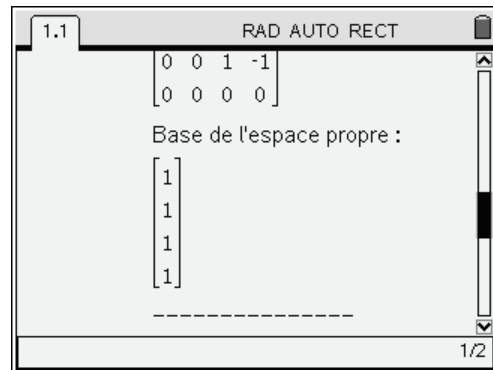 1.1 RAD AUTO RECT
0 0 1 -1
0 0 0 0
Base de l'espace propre :
1
1
1
1
---------------
1/2